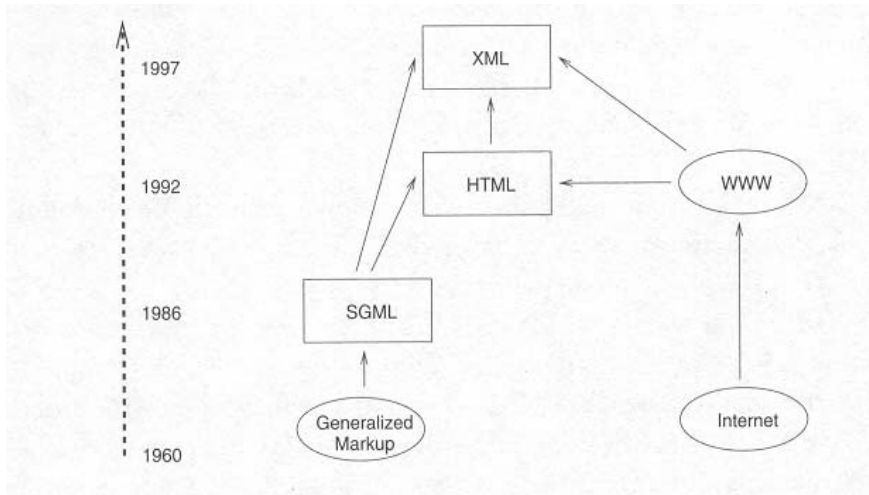 1997
XML
1992
HTML
WWW
1986
SGML
Generalized
Markup
Internet
1960